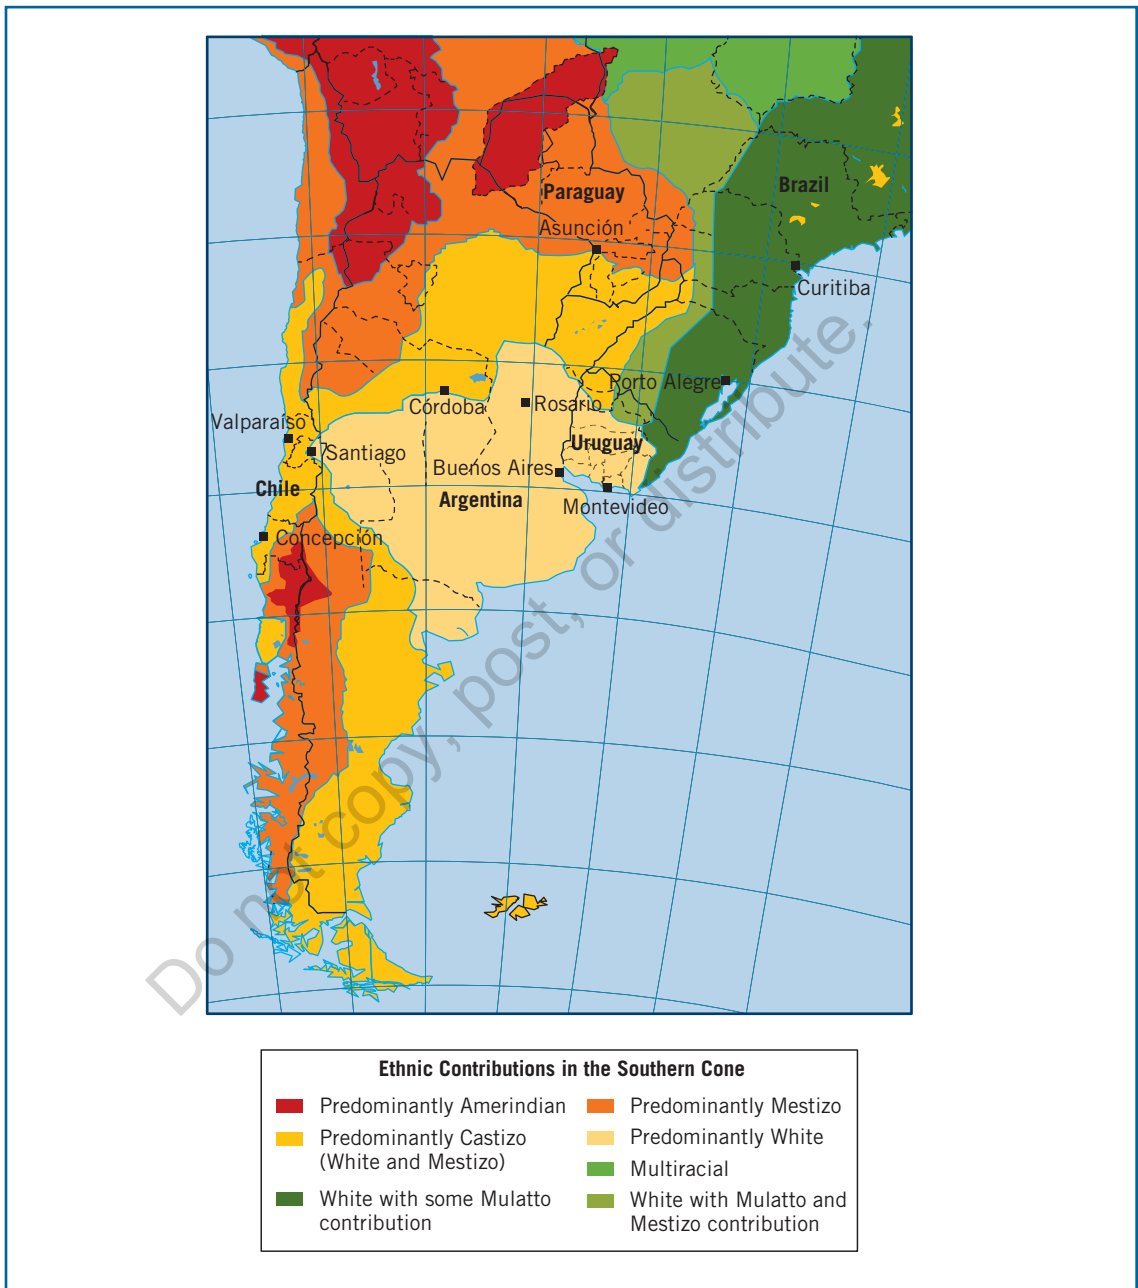 Paraguay
Brazil
Asunción
Curitiba
Porto Alegre
Córdoba
Rosario
Valparaíso
Uruguay
Santiago
Buenos Aires
Chile
Argentina
Montevideo
Concepción
Do not copy, post, or distribute.
Ethnic Contributions in the Southern Cone
Predominantly Amerindian
Predominantly Mestizo
Predominantly Castizo
(White and Mestizo)
Predominantly White
Multiracial
White with some Mulatto
contribution
White with Mulatto and
Mestizo contribution